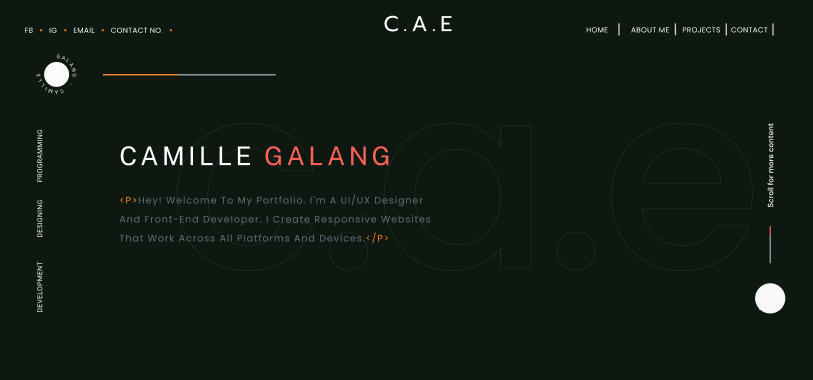 FB • IG • EMAIL • CONTACT NO. •
C.A.E
HOME | ABOUT ME | PROJECTS | CONTACT |
GALANG . CAMILLE
c.a.e
PROGRAMMING
DESIGNING
DEVELOPMENT
CAMILLE GALANG
<P>Hey! Welcome To My Portfolio. I'm A UI/UX Designer
And Front-End Developer. I Create Responsive Websites
That Work Across All Platforms And Devices.</P>
Scroll for more content